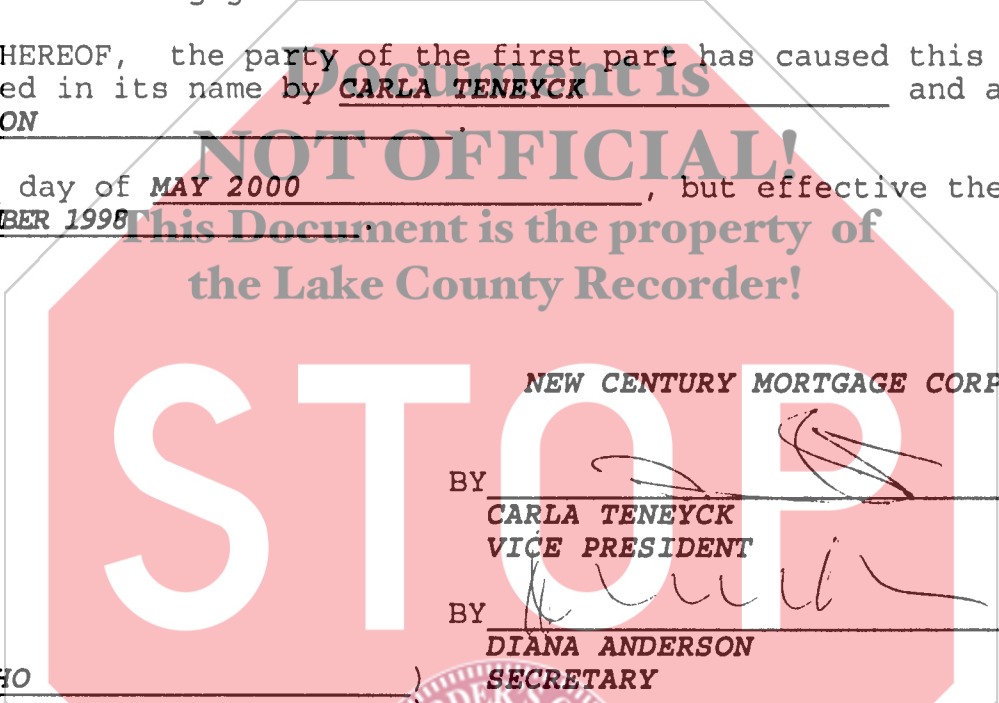 HEREOF, the party of the first part has caused this
ed in its name by CARLA TENEYCK and a
ON.
day of MAY 2000, but effective the
BER 1998.
Document is
NOT OFFICIAL!
This Document is the property of
the Lake County Recorder!
STOP
NEW CENTURY MORTGAGE CORP
BY
CARLA TENEYCK
VICE PRESIDENT
BY
DIANA ANDERSON
SECRETARY
HO )